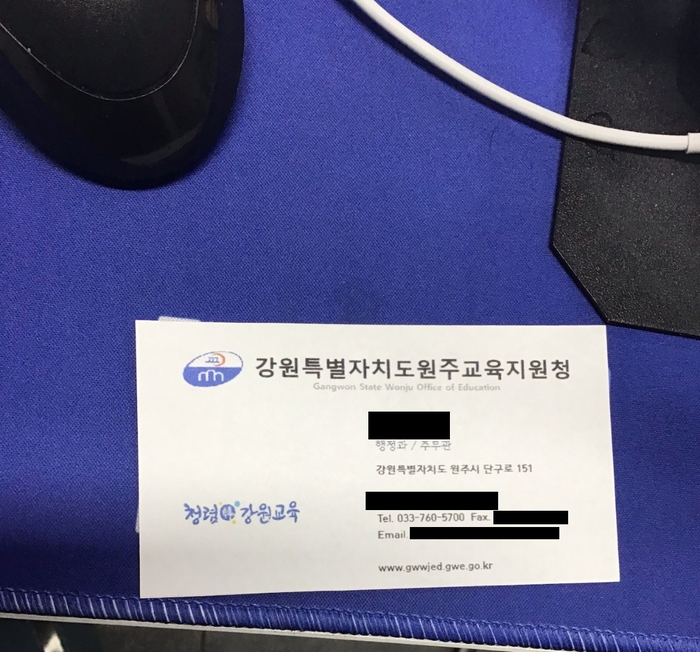 강원특별자치도원주교육지원청
Gangwon State Wonju Office of Education
행정과 / 주무관
강원특별자치도 원주시 단구로 151
Tel. 033-760-5700 Fax.
Email.
청렴 강원교육
www.gwwjed.gwe.go.kr